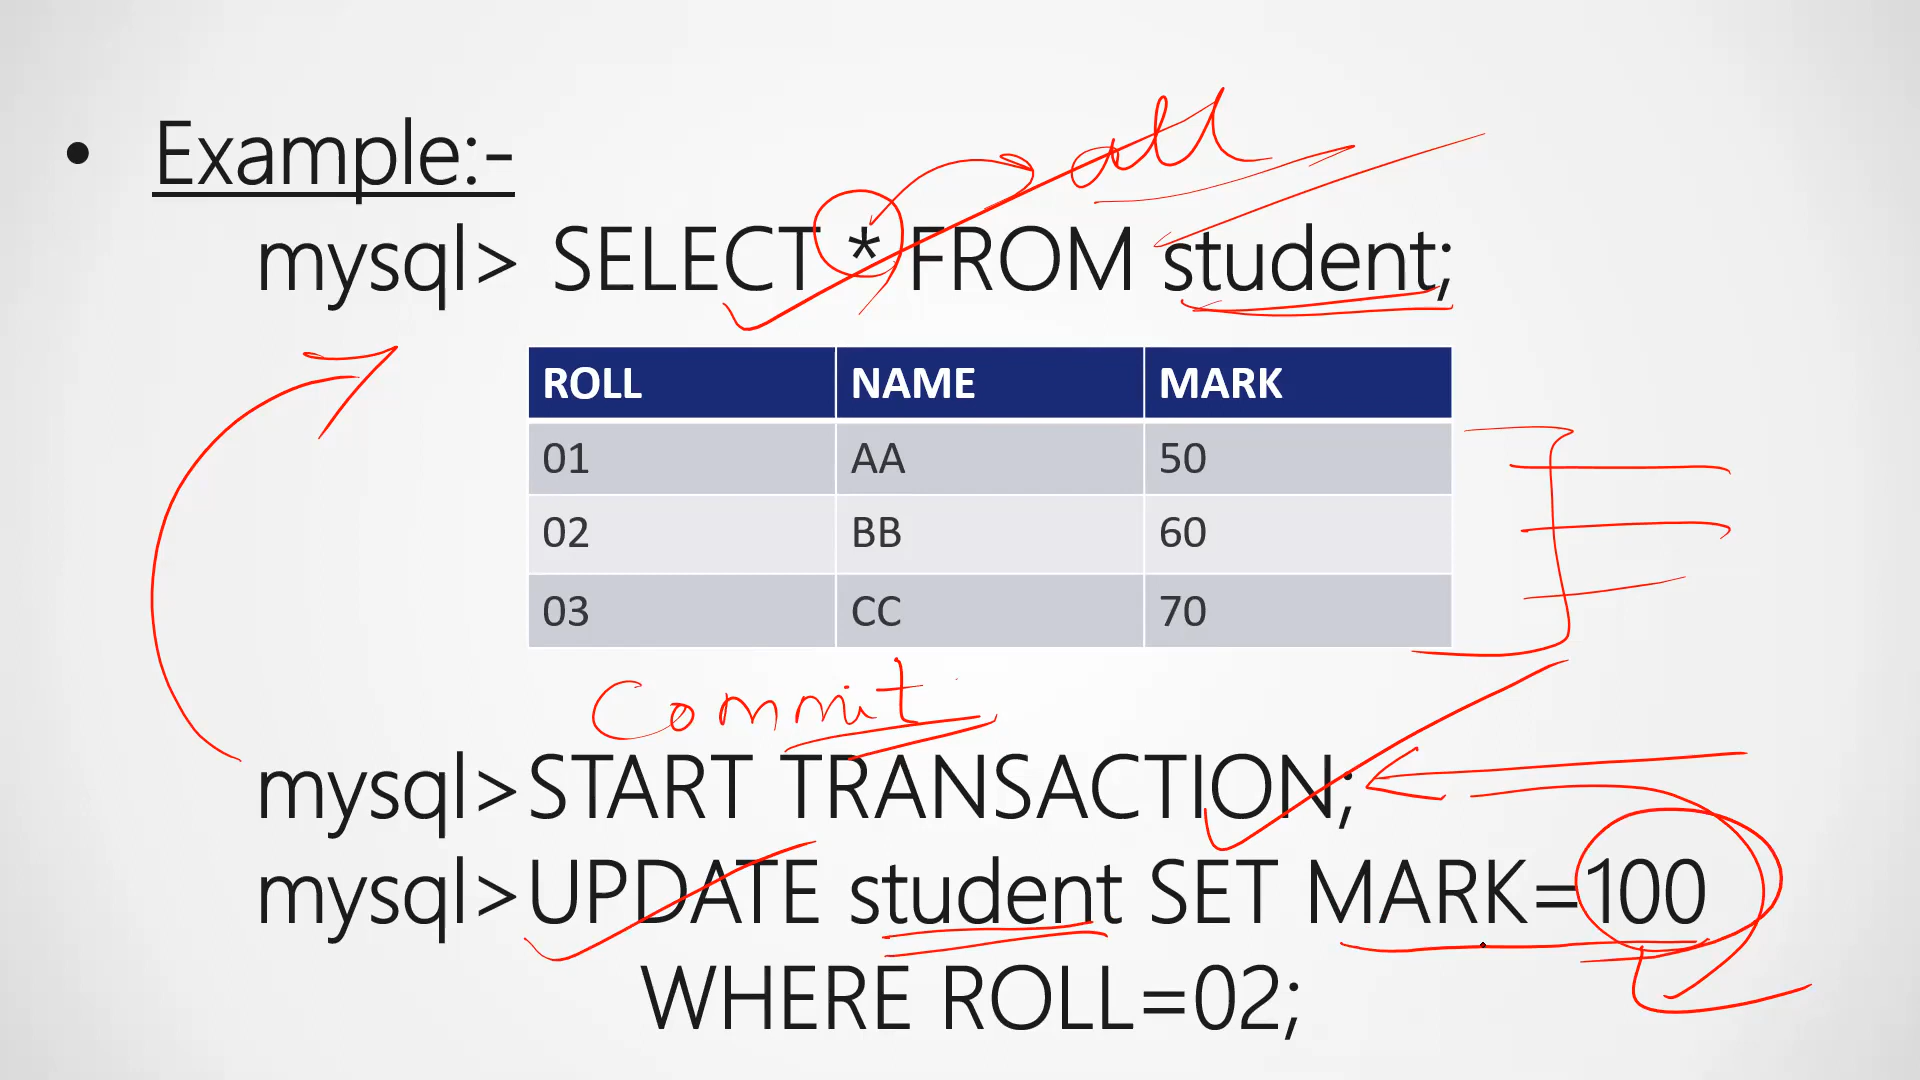 • Example:-
all
mysql> SELECT * FROM student;
ROLL NAME MARK
01 AA 50
02 BB 60
03 CC 70
Commit
mysql>START TRANSACTION;
mysql>UPDATE student SET MARK=100
WHERE ROLL=02;